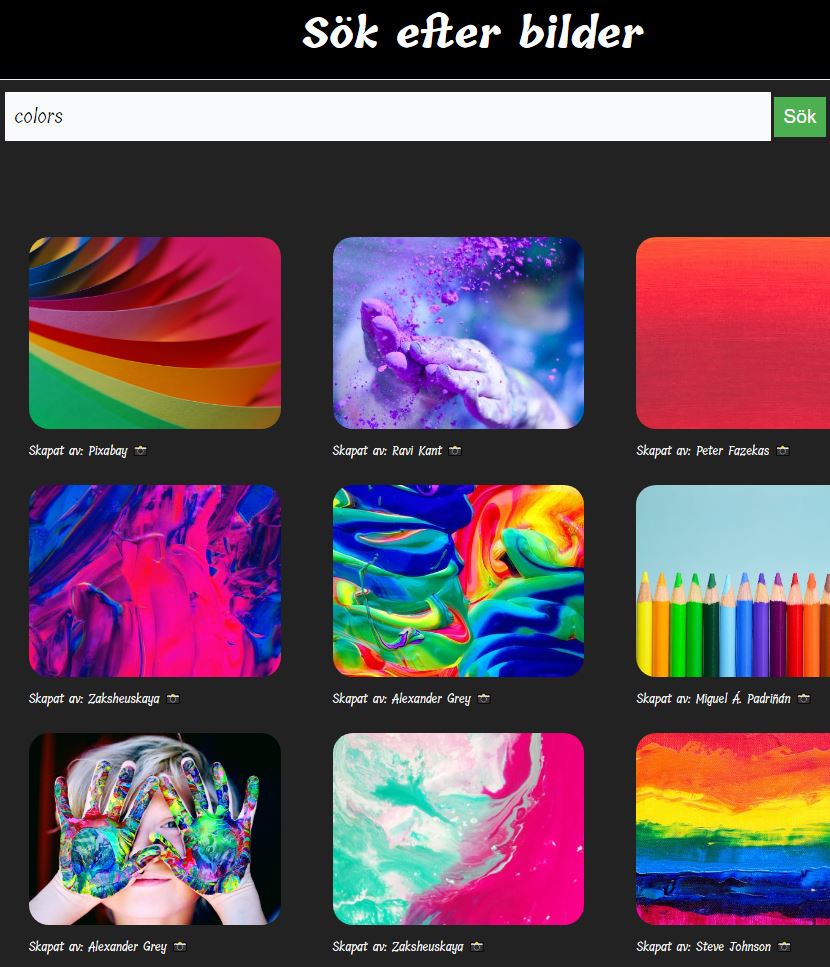 Sök efter bilder
colors
Sök
Skapat av: Pixabay 📷
Skapat av: Ravi Kant 📷
Skapat av: Peter Fazekas 📷
Skapat av: Zaksheuskaya 📷
Skapat av: Alexander Grey 📷
Skapat av: Miguel Á. Padriñán 📷
Skapat av: Alexander Grey 📷
Skapat av: Zaksheuskaya 📷
Skapat av: Steve Johnson 📷